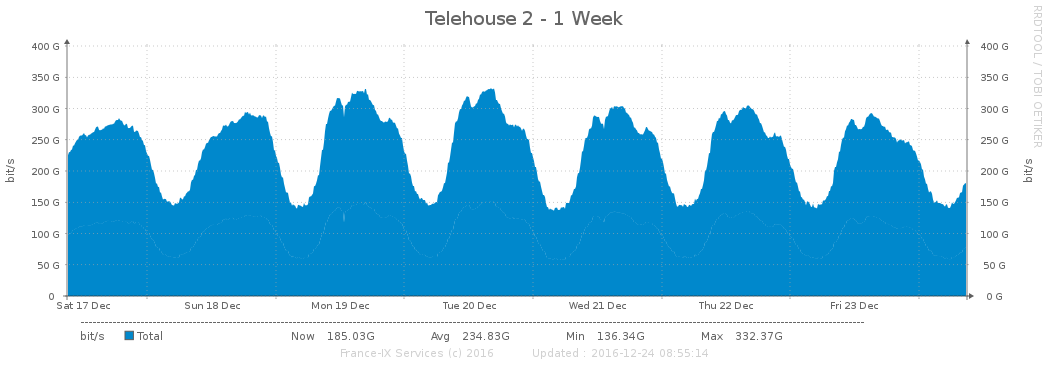 Telehouse 2 - 1 Week
RRDTOOL / TOBI OETIKER
400 G 400 G
350 G 350 G
300 G 300 G
250 G 250 G
200 G 200 G
150 G 150 G
100 G 100 G
50 G 50 G
0 0 G
bit/s bit/s
Sat 17 Dec Sun 18 Dec Mon 19 Dec Tue 20 Dec Wed 21 Dec Thu 22 Dec Fri 23 Dec
bit/s Total Now 185.03G Avg 234.83G Min 136.34G Max 332.37G
France-IX Services (c) 2016 Updated : 2016-12-24 08:55:14